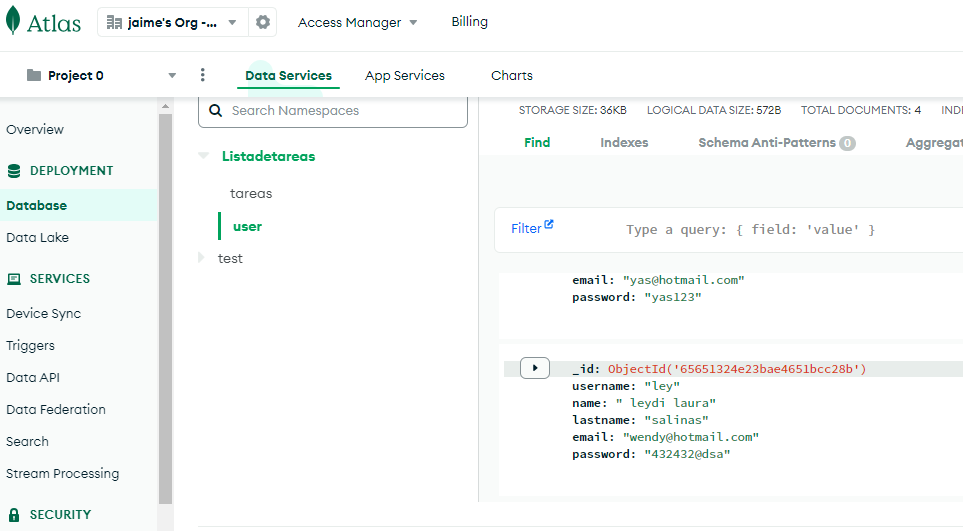 Atlas
jaime's Org -...
Access Manager
Billing
Project 0
Data Services
App Services
Charts
Overview
DEPLOYMENT
Database
Data Lake
SERVICES
Device Sync
Triggers
Data API
Data Federation
Search
Stream Processing
SECURITY
Search Namespaces
Listadetareas
tareas
user
test
STORAGE SIZE: 36KB LOGICAL DATA SIZE: 572B TOTAL DOCUMENTS: 4 INDE
Find Indexes Schema Anti-Patterns 0 Aggregat
Filter Type a query: { field: 'value' }
email: "yas@hotmail.com"
password: "yas123"
_id: ObjectId('65651324e23bae4651bcc28b')
username: "ley"
name: " leydi laura"
lastname: "salinas"
email: "wendy@hotmail.com"
password: "432432@dsa"